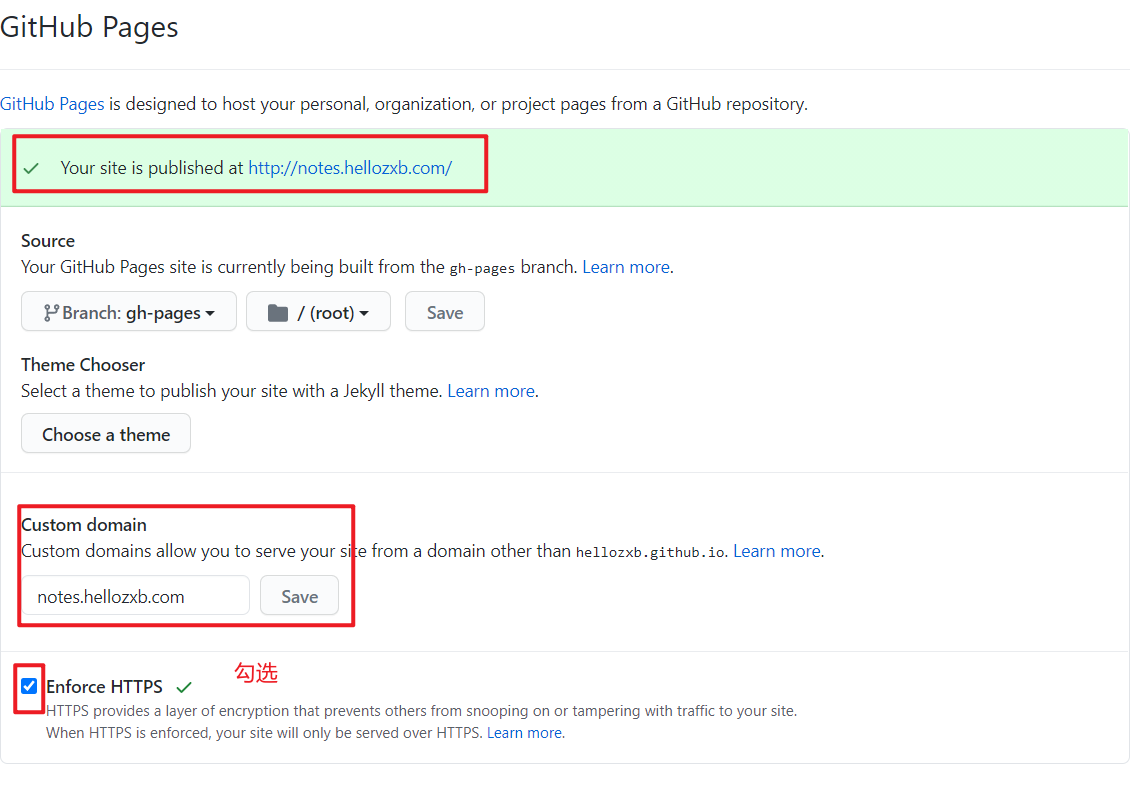 GitHub Pages
GitHub Pages is designed to host your personal, organization, or project pages from a GitHub repository.
Your site is published at http://notes.hellozxb.com/
Source
Your GitHub Pages site is currently being built from the gh-pages branch. Learn more.
Branch: gh-pages
/ (root)
Save
Theme Chooser
Select a theme to publish your site with a Jekyll theme. Learn more.
Choose a theme
Custom domain
Custom domains allow you to serve your site from a domain other than hellozxb.github.io. Learn more.
notes.hellozxb.com
Save
勾选
Enforce HTTPS
HTTPS provides a layer of encryption that prevents others from snooping on or tampering with traffic to your site.
When HTTPS is enforced, your site will only be served over HTTPS. Learn more.